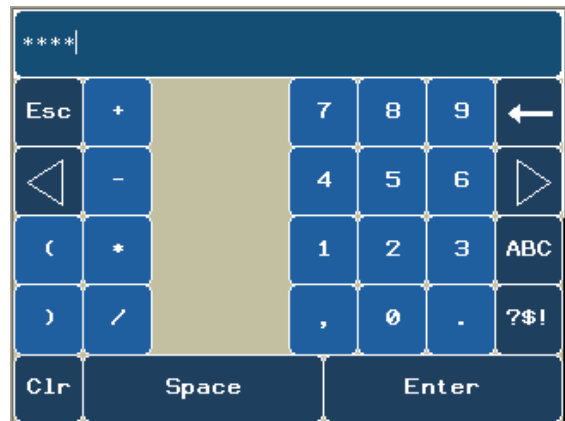 ****
Esc + 7 8 9
- 4 5 6
( * 1 2 3 ABC
) / , 0 . ?$!
Clr Space Enter